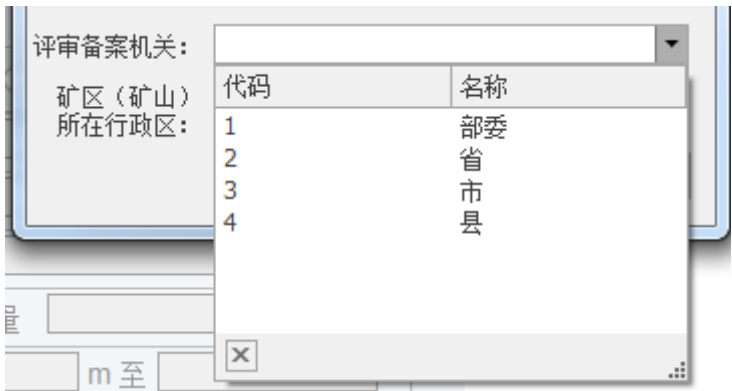 评审备案机关:
代码 名称
矿区（矿山）
所在行政区:
1 部委
2 省
3 市
4 县
量
m 至